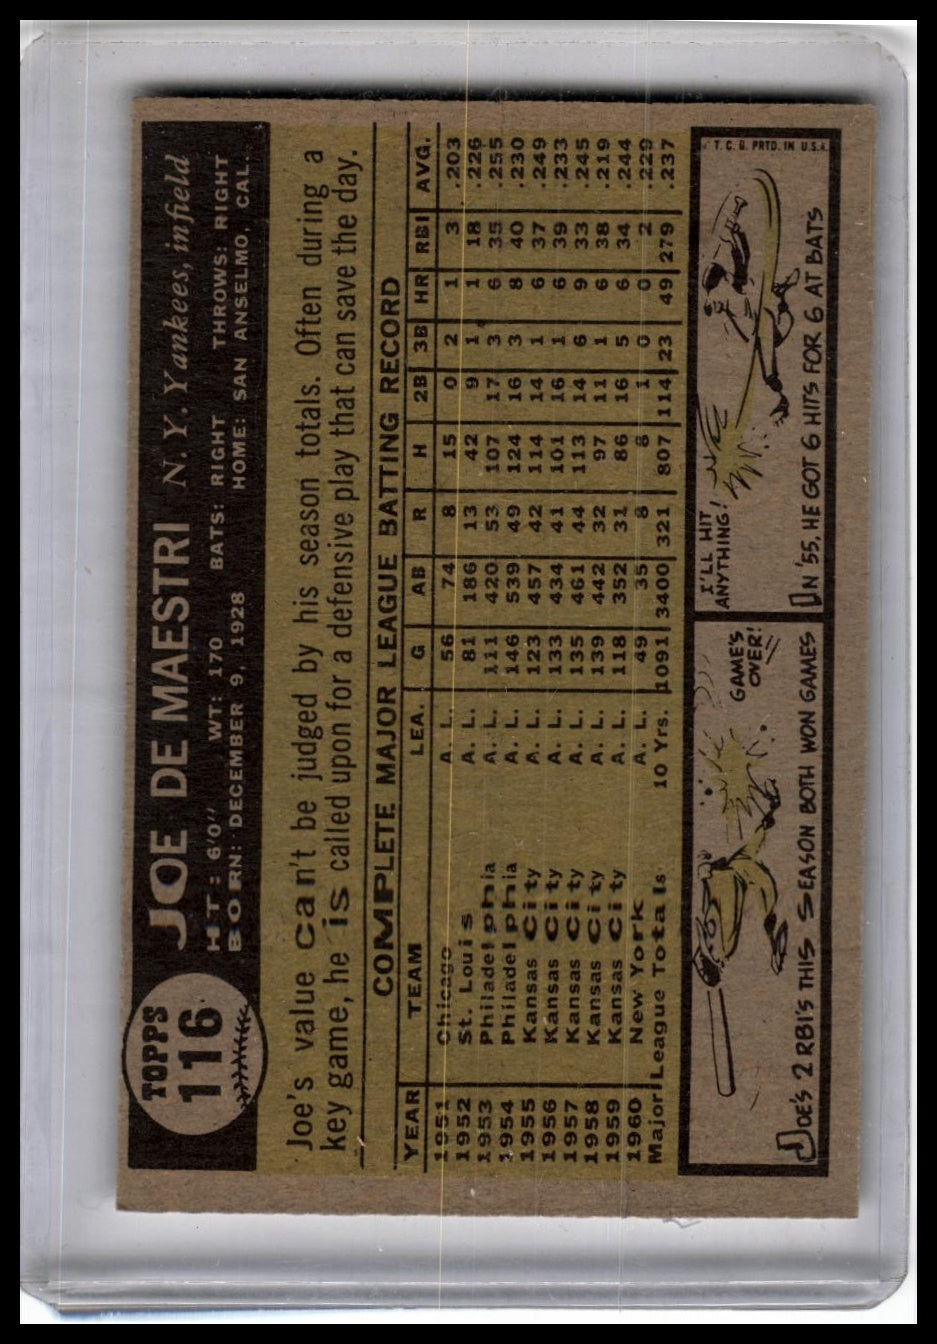 TOPPS
116
JOE DE MAESTRI N. Y. Yankees, infield
HT: 6'0" WT: 170 BATS: RIGHT THROWS: RIGHT
BORN: DECEMBER 9, 1928 HOME: SAN ANSELMO, CAL.
Joe's value can't be judged by his season totals. Often during a
key game, he is called upon for a defensive play that can save the day.
COMPLETE MAJOR LEAGUE BATTING RECORD
YEAR TEAM LEA. G AB R H 2B 3B HR RBI AVG.
1951 Chicago A. L. 56 74 8 15 0 2 1 3 .203
1952 St. Louis A. L. 81 186 13 42 9 1 1 18 .226
1953 Philadelphia A. L. 111 420 53 107 17 3 6 35 .255
1954 Philadelphia A. L. 146 539 49 124 16 3 8 40 .230
1955 Kansas City A. L. 123 457 42 114 14 1 6 37 .249
1956 Kansas City A. L. 133 434 41 101 16 1 6 39 .233
1957 Kansas City A. L. 135 461 44 113 14 6 9 33 .245
1958 Kansas City A. L. 139 442 32 97 11 1 6 38 .219
1959 Kansas City A. L. 118 352 31 86 16 5 6 34 .244
1960 New York A. L. 49 35 8 8 1 0 0 2 .229
Major League Totals 10 Yrs. 1091 3400 321 807 114 23 49 279 .237
GAME'S
OVER!
JOE'S 2 RBI'S THIS SEASON BOTH WON GAMES
I'LL HIT
ANYTHING!
IN '55, HE GOT 6 HITS FOR 6 AT BATS
T. C. G. PRTD. IN U.S.A.